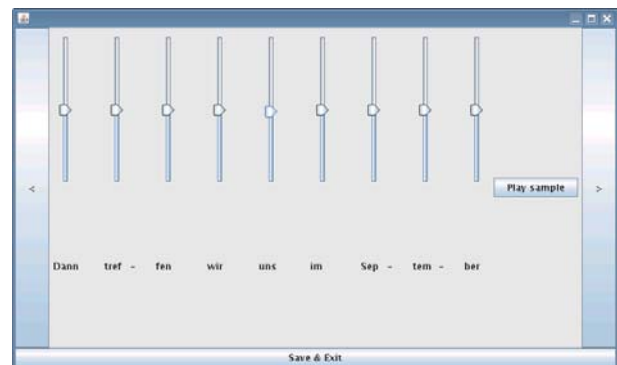 < Play sample >
Dann tref - fen wir uns im Sep - tem - ber
Save & Exit